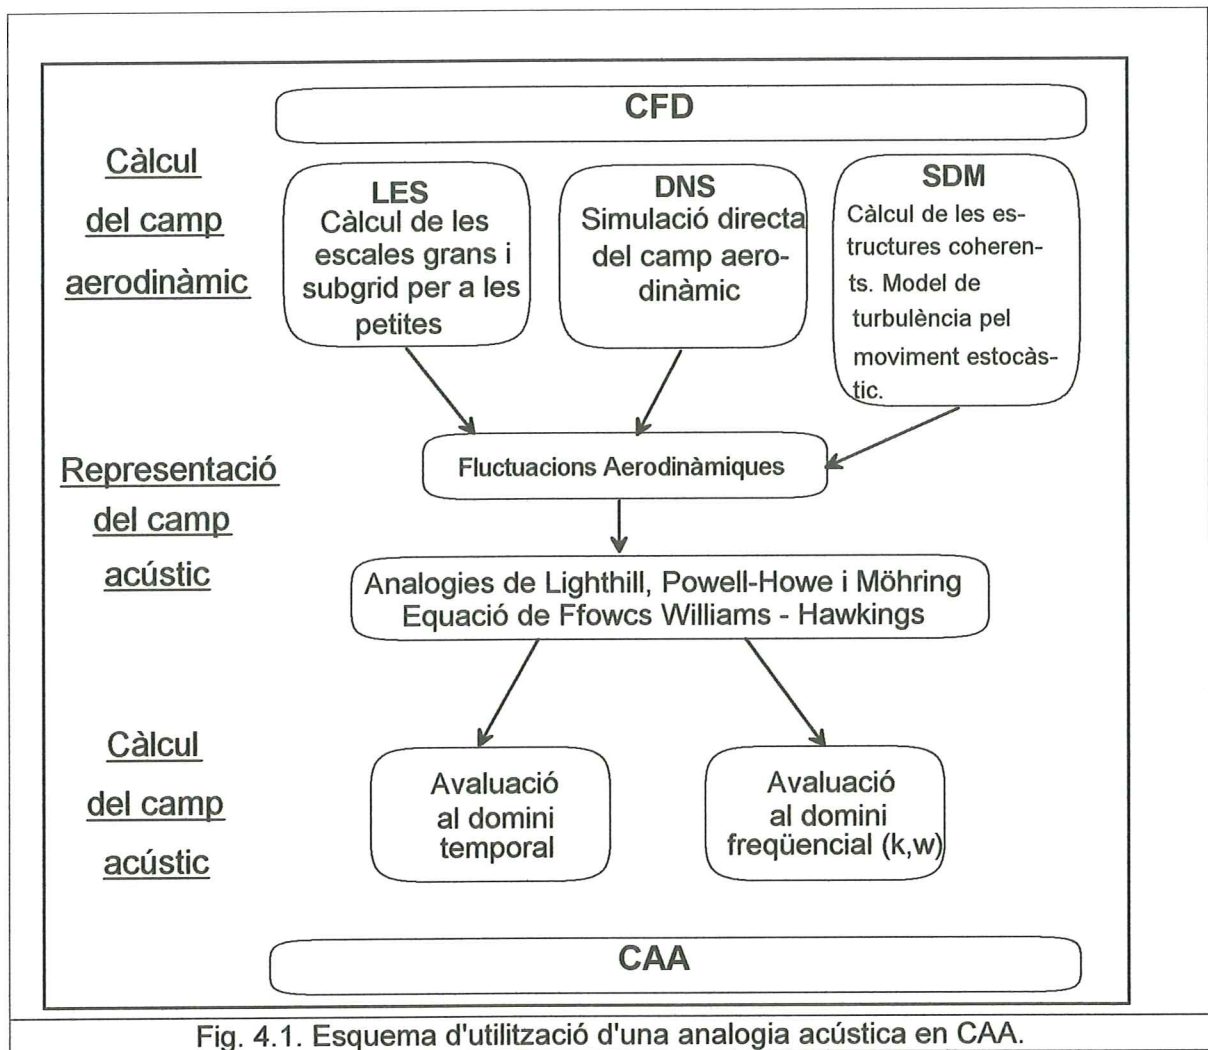 CFD
Càlcul
del camp
aerodinàmic
LES
Càlcul de les
escales grans i
subgrid per a les
petites
DNS
Simulació directa
del camp aero-
dinàmic
SDM
Càlcul de les es-
tructures coheren-
ts. Model de
turbulència pel
moviment estocàs-
tic.
Representació
del camp
acústic
Fluctuacions Aerodinàmiques
Analogies de Lighthill, Powell-Howe i Möhring
Equació de Ffowcs Williams - Hawkings
Càlcul
del camp
acústic
Avaluació
al domini
temporal
Avaluació
al domini
freqüencial (k,w)
CAA
Fig. 4.1. Esquema d'utilització d'una analogia acústica en CAA.